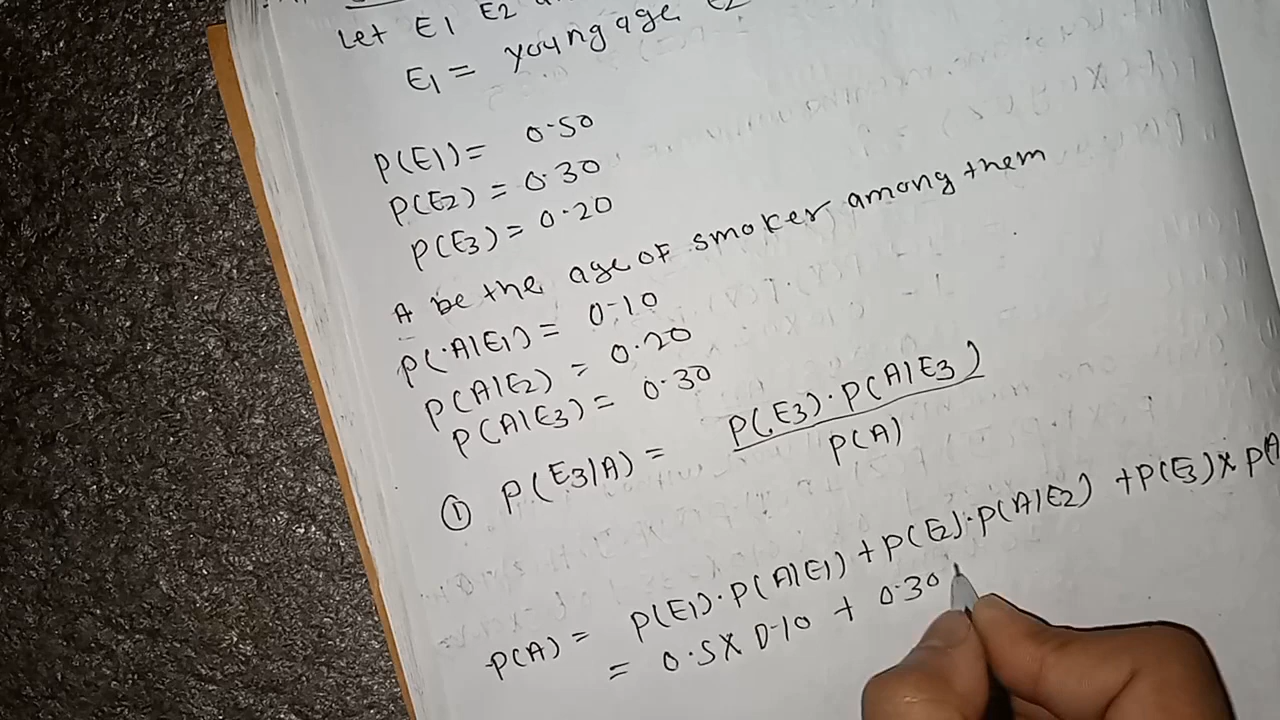 Let E1 E2
E1 = young age
P(E1) = 0.50
P(E2) = 0.30
P(E3) = 0.20
A be the age of smoker among them
P(A|E1) = 0.10
P(A|E2) = 0.20
P(A|E3) = 0.30
① P(E3|A) = P(E3)·P(A|E3)
P(A)
P(A) = P(E1)·P(A|E1) + P(E2)·P(A|E2) + P(E3) x P(A
= 0.5 X 0.10 + 0.30